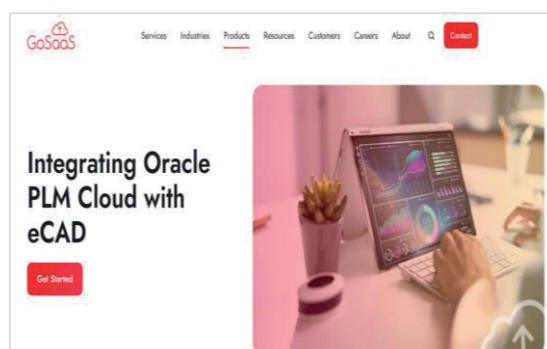 GoSaaS
Services Industries Products Resources Customers Careers About Contact
Integrating Oracle
PLM Cloud with
eCAD
Get Started